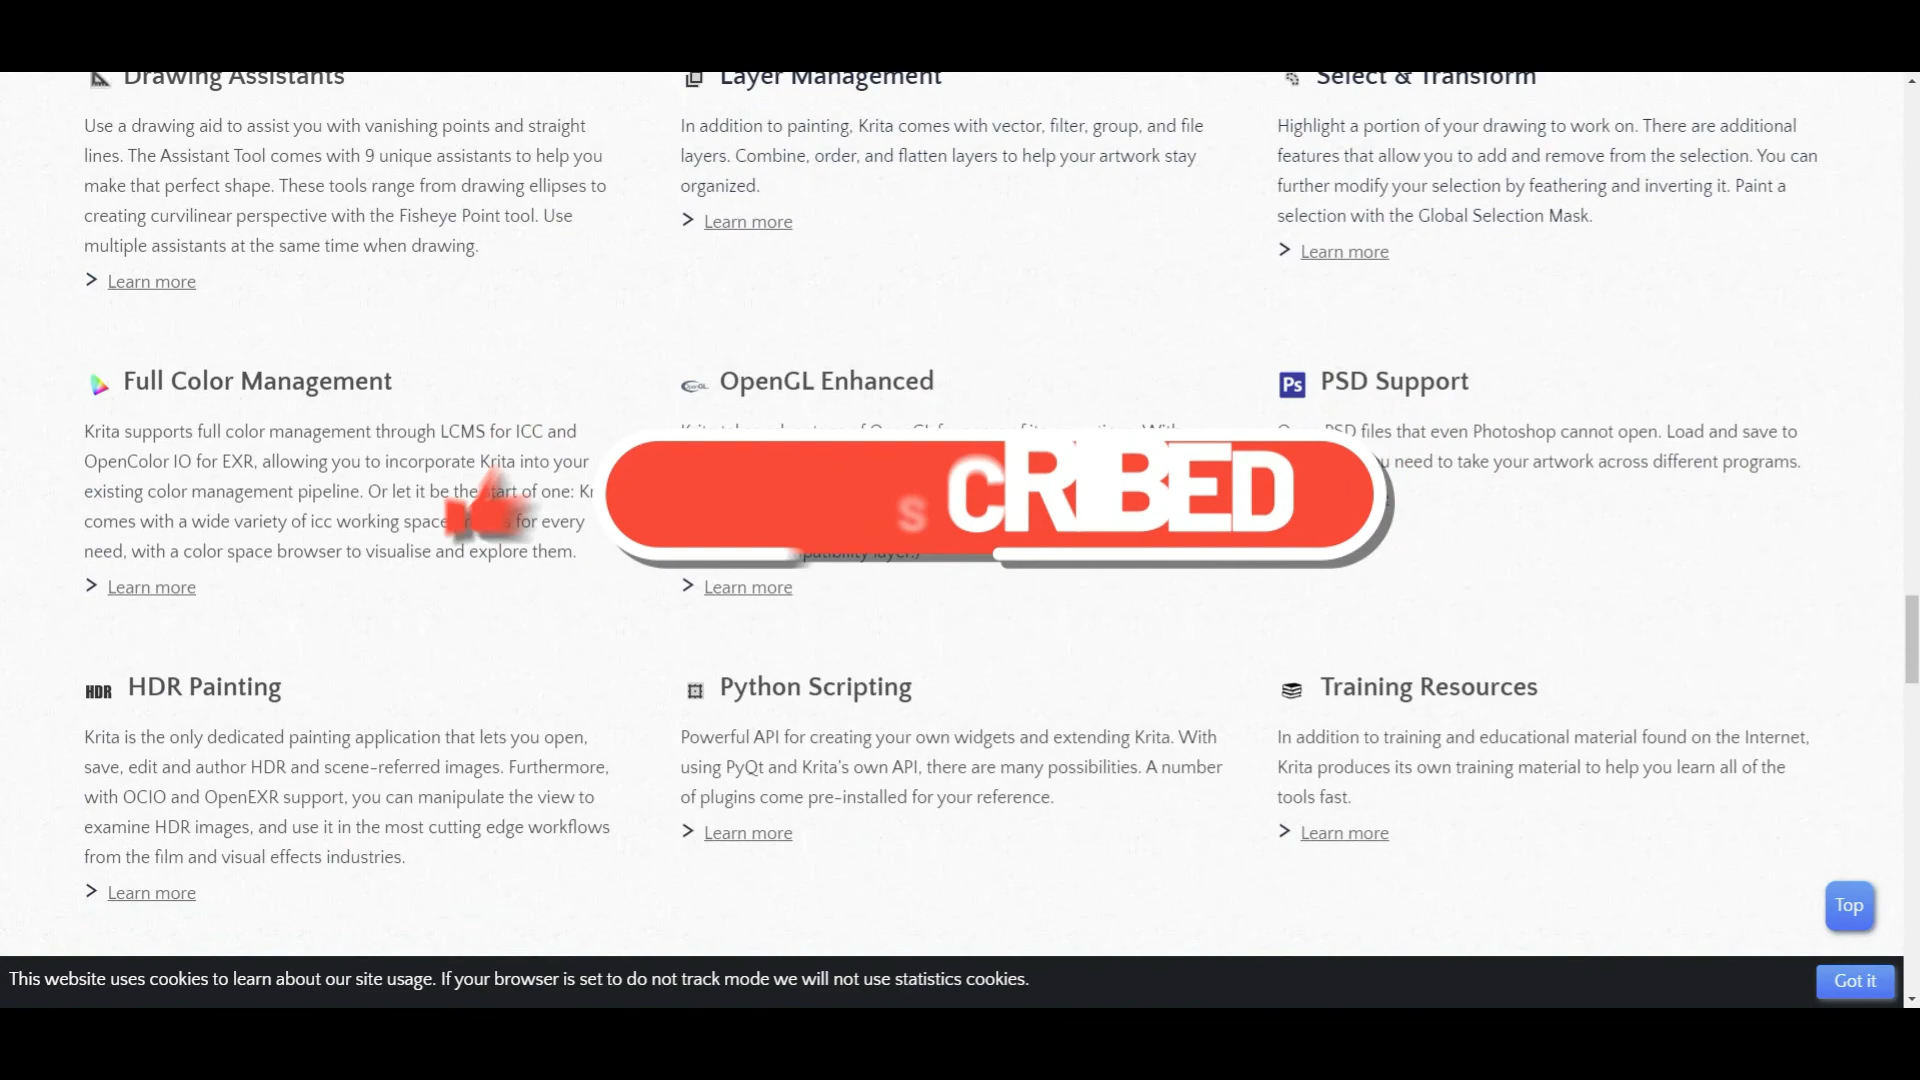 Drawing Assistants
Use a drawing aid to assist you with vanishing points and straight
lines. The Assistant Tool comes with 9 unique assistants to help you
make that perfect shape. These tools range from drawing ellipses to
creating curvilinear perspective with the Fisheye Point tool. Use
multiple assistants at the same time when drawing.
> Learn more
Layer Management
In addition to painting, Krita comes with vector, filter, group, and file
layers. Combine, order, and flatten layers to help your artwork stay
organized.
> Learn more
Select & Transform
Highlight a portion of your drawing to work on. There are additional
features that allow you to add and remove from the selection. You can
further modify your selection by feathering and inverting it. Paint a
selection with the Global Selection Mask.
> Learn more
Full Color Management
Krita supports full color management through LCMS for ICC and
OpenColor IO for EXR, allowing you to incorporate Krita into your
existing color management pipeline. Or let it be the start of one: Kr
comes with a wide variety of icc working space for every
need, with a color space browser to visualise and explore them.
> Learn more
OpenGL Enhanced
> Learn more
Ps PSD Support
PSD files that even Photoshop cannot open. Load and save to
u need to take your artwork across different programs.
S CRIBED
HDR HDR Painting
Krita is the only dedicated painting application that lets you open,
save, edit and author HDR and scene-referred images. Furthermore,
with OCIO and OpenEXR support, you can manipulate the view to
examine HDR images, and use it in the most cutting edge workflows
from the film and visual effects industries.
> Learn more
Python Scripting
Powerful API for creating your own widgets and extending Krita. With
using PyQt and Krita's own API, there are many possibilities. A number
of plugins come pre-installed for your reference.
> Learn more
Training Resources
In addition to training and educational material found on the Internet,
Krita produces its own training material to help you learn all of the
tools fast.
> Learn more
Top
This website uses cookies to learn about our site usage. If your browser is set to do not track mode we will not use statistics cookies.
Got it